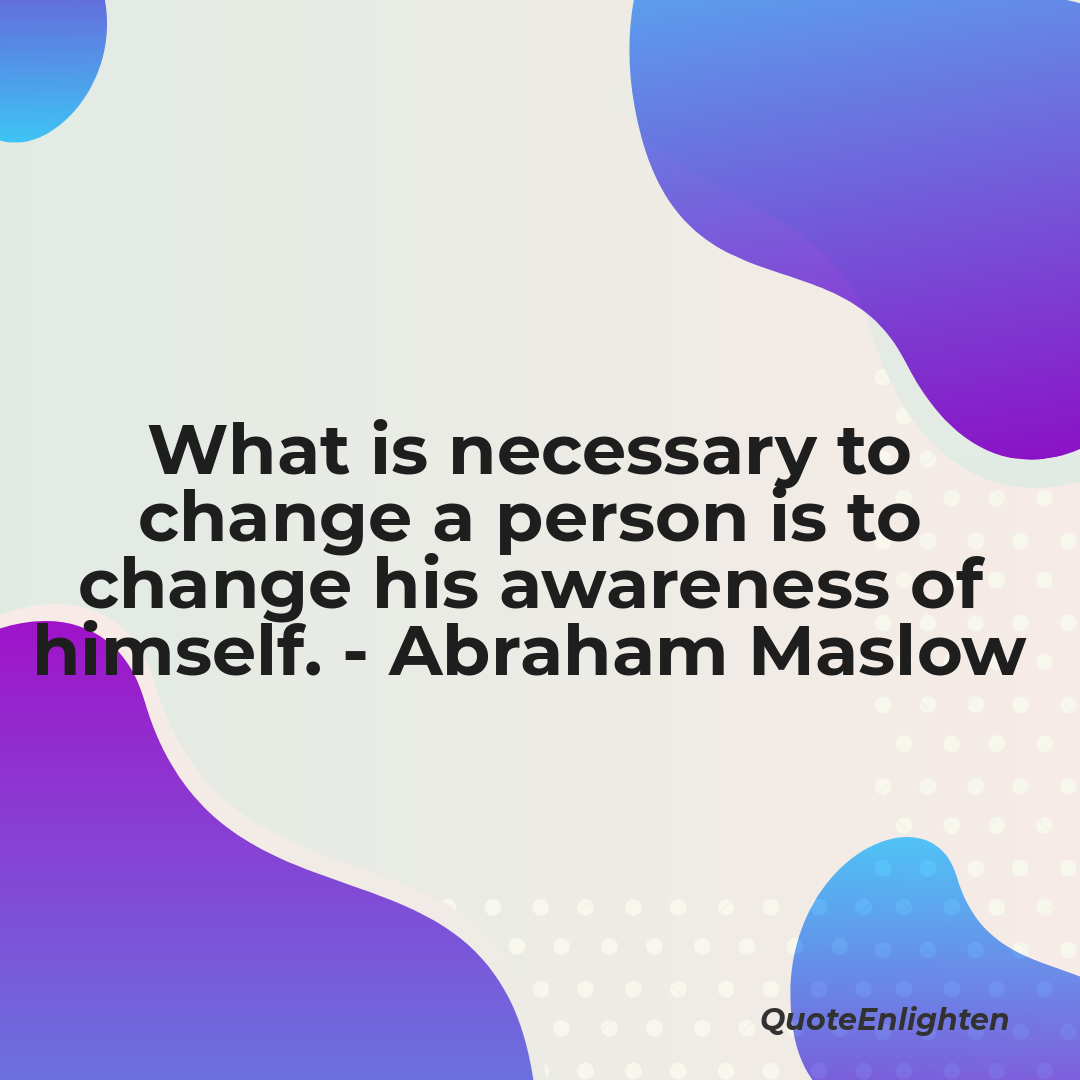 What is necessary to
change a person is to
change his awareness of
himself. - Abraham Maslow
QuoteEnlighten